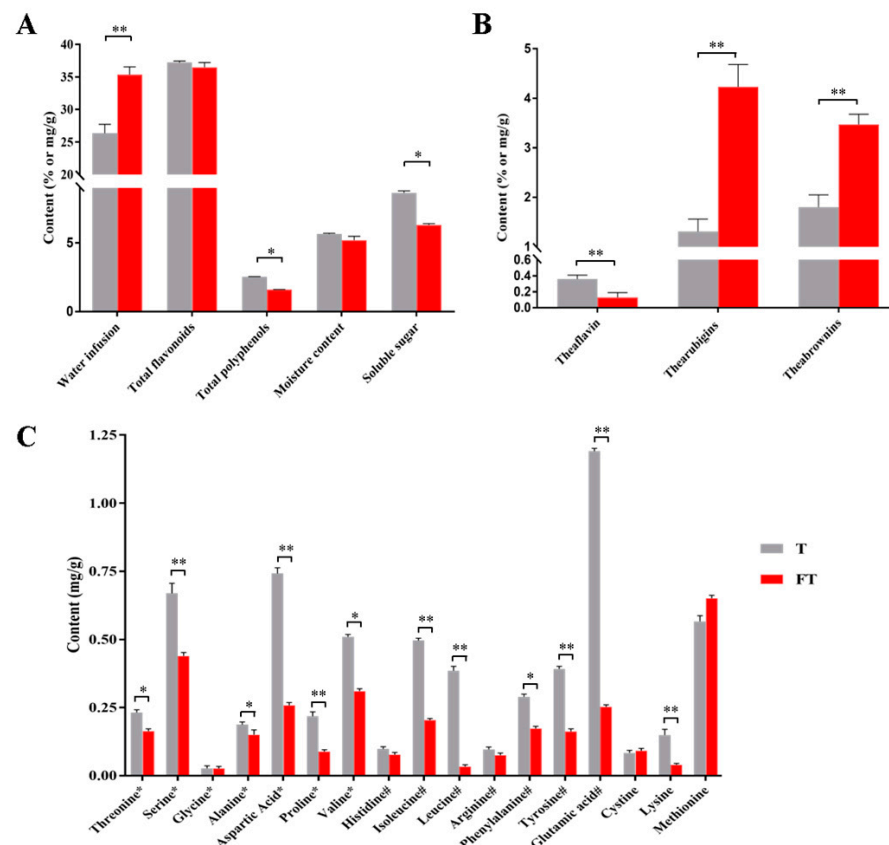 A
Content (% or mg/g)
40
35
30
25
20
5
0
**
*
*
Water infusion
Total flavonoids
Total polyphenols
Moisture content
Soluble sugar
B
Content (% or mg/g)
5
4
3
2
1
0.6
0.4
0.2
0.0
**
**
**
Theaflavin
Thearubigins
Theabrownins
C
Content (mg/g)
1.25
1.00
0.75
0.50
0.25
0.00
*
**
*
**
**
*
**
**
*
**
**
**
Threonine*
Serine*
Glycine*
Alanine*
Aspartic Acid*
Proline*
Valine*
Histidine#
Isoleucine#
Leucine#
Arginine#
Phenylalanine#
Tyrosine#
Glutamic acid#
Cystine
Lysine
Methionine
T
FT